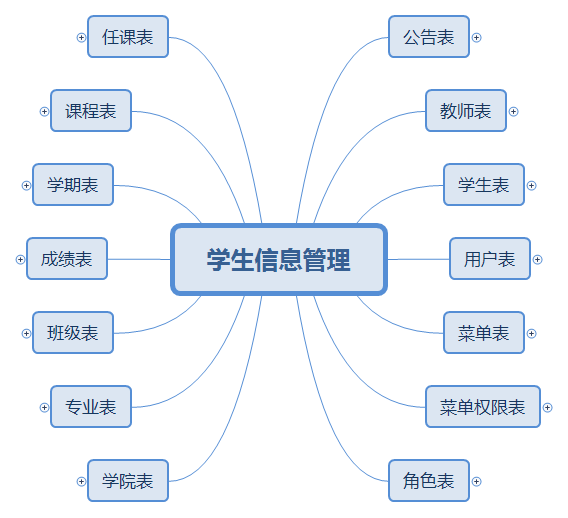 任课表
公告表
课程表
教师表
学期表
学生表
学生信息管理
成绩表
用户表
班级表
菜单表
专业表
菜单权限表
学院表
角色表